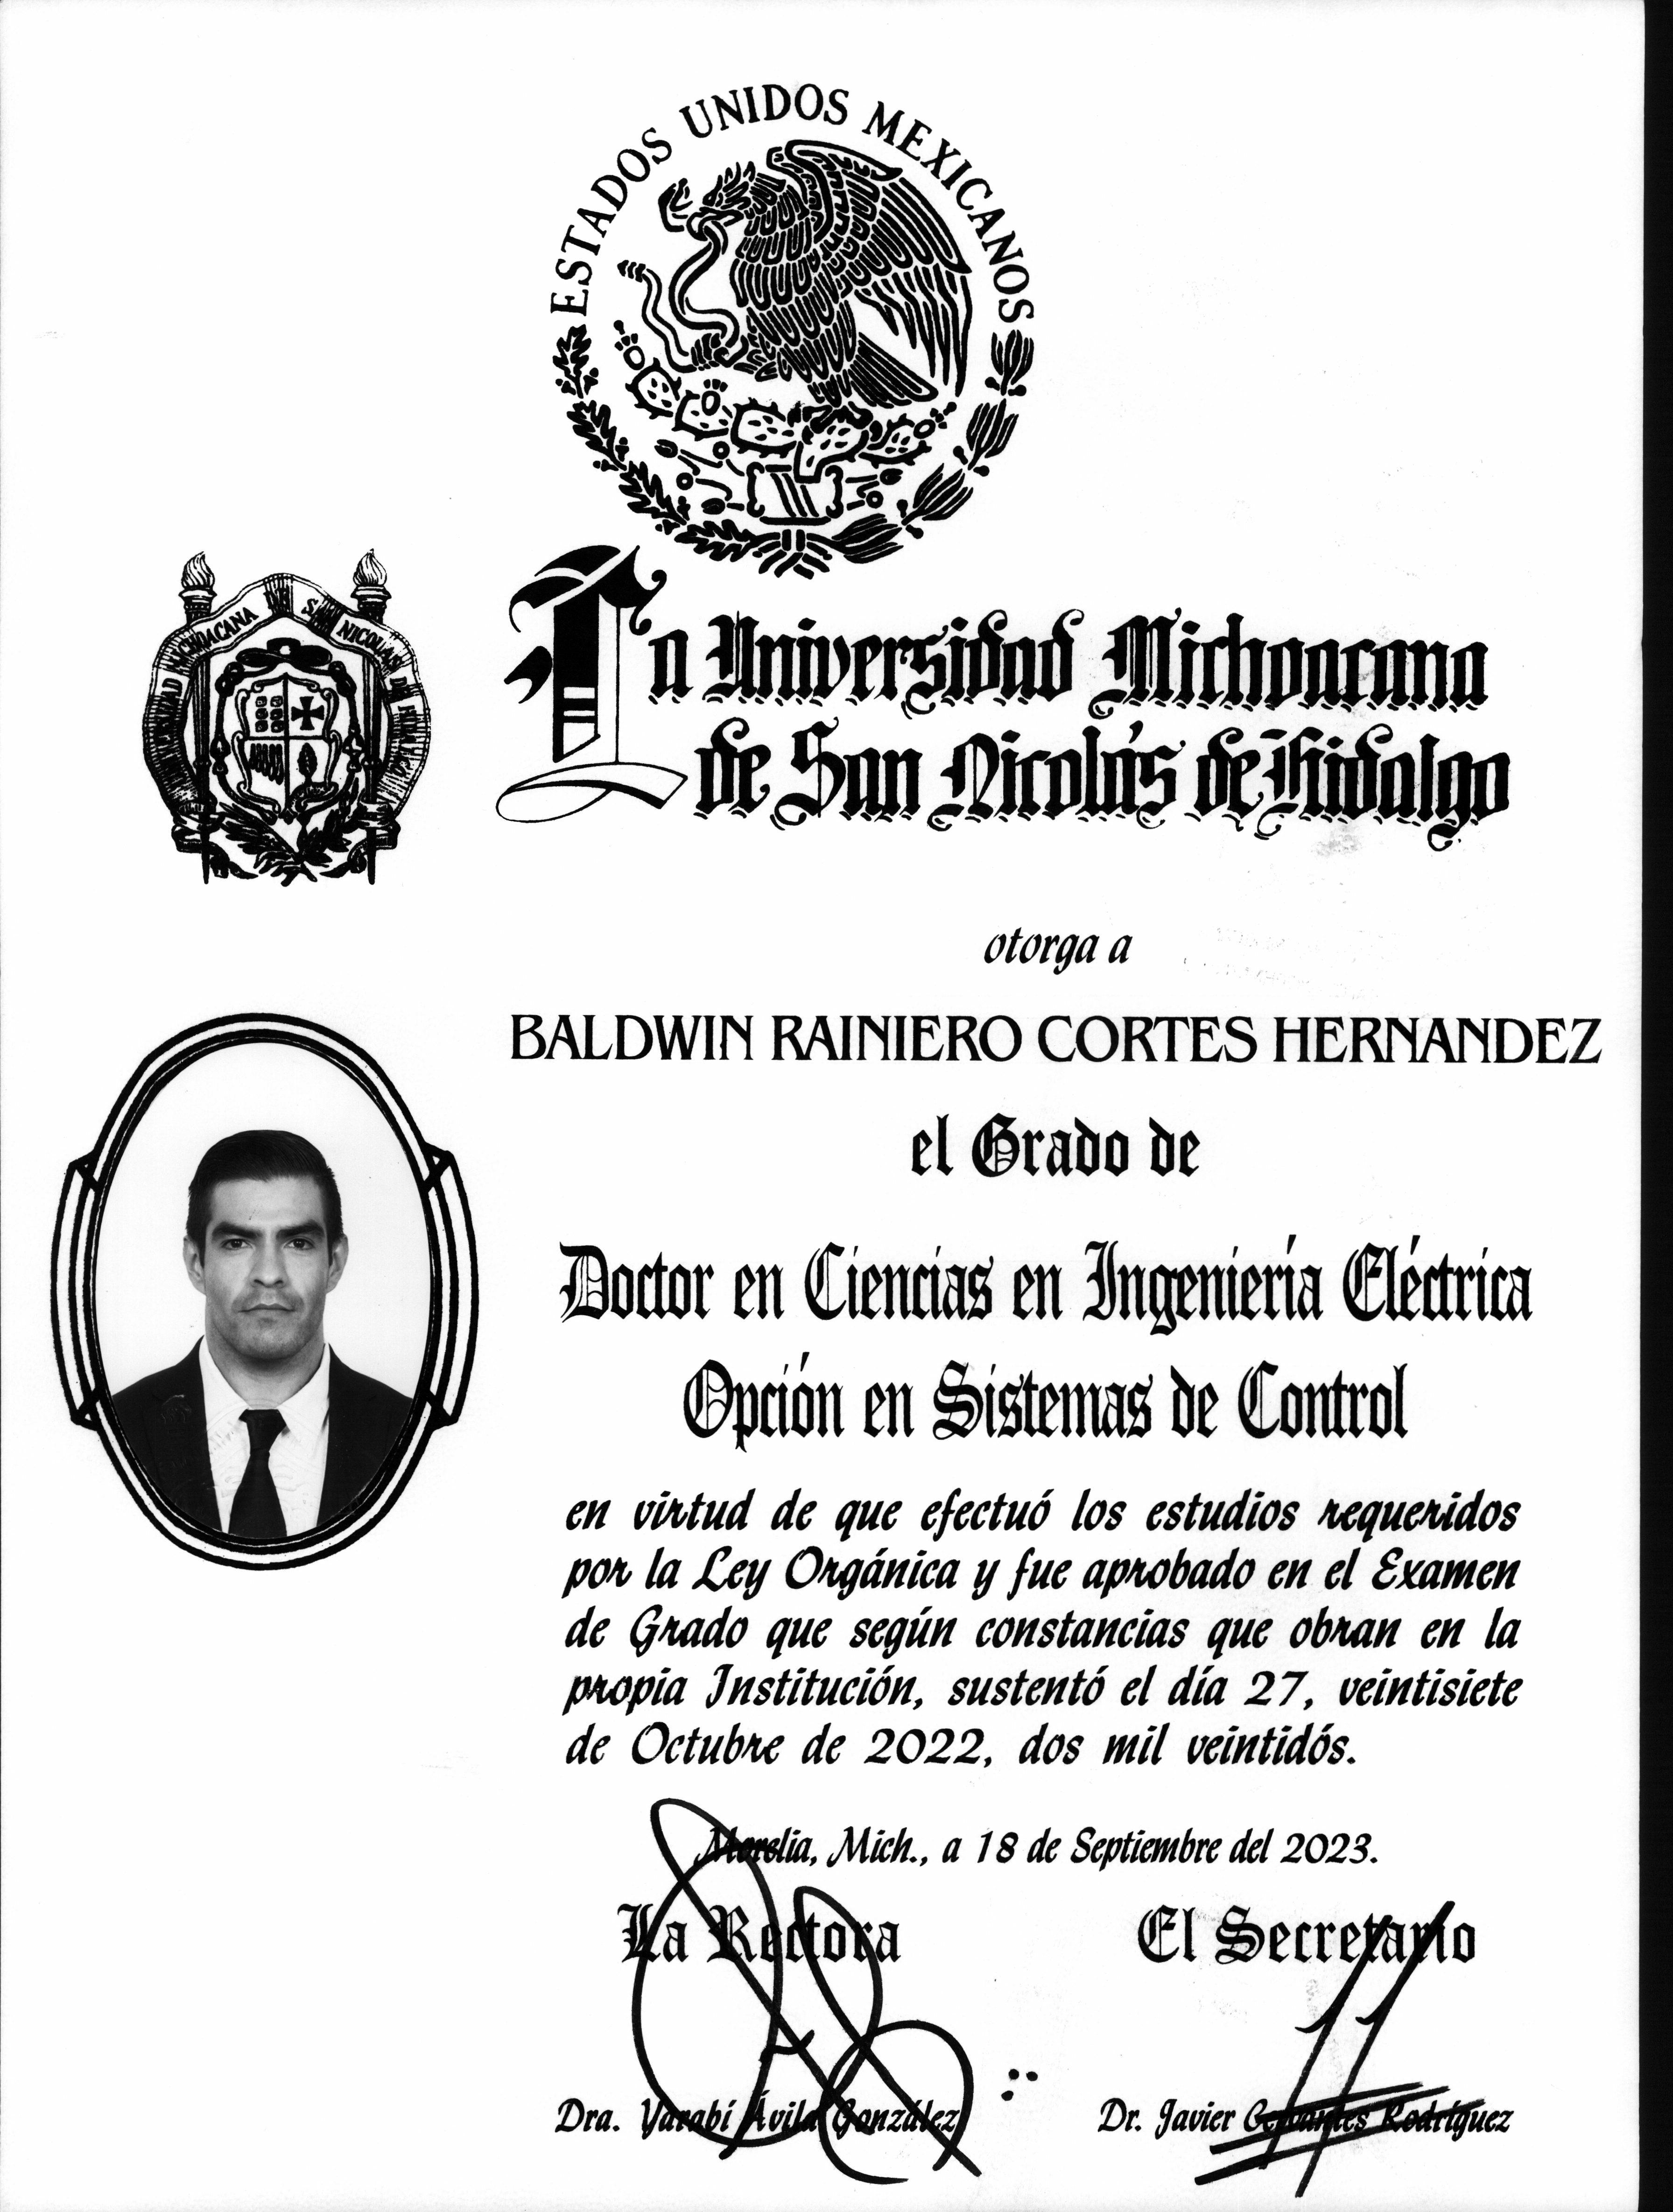 ESTADOS UNIDOS MEXICANOS
UNIVERSIDAD MICHOACANA DE SAN NICOLAS DE HIDALGO
La Universidad Michoacana
de San Nicolás de Hidalgo
otorga a
BALDWIN RAINIERO CORTES HERNANDEZ
el Grado de
Doctor en Ciencias en Ingeniería Eléctrica
Opción en Sistemas de Control
en virtud de que efectuó los estudios requeridos
por la Ley Orgánica y fue aprobado en el Examen
de Grado que según constancias que obran en la
propia Institución, sustentó el día 27, veintisiete
de Octubre de 2022, dos mil veintidós.
Morelia, Mich., a 18 de Septiembre del 2023.
La Rectora El Secretario
Dra. Yarabí Ávila González Dr. Javier Cervantes Rodríguez